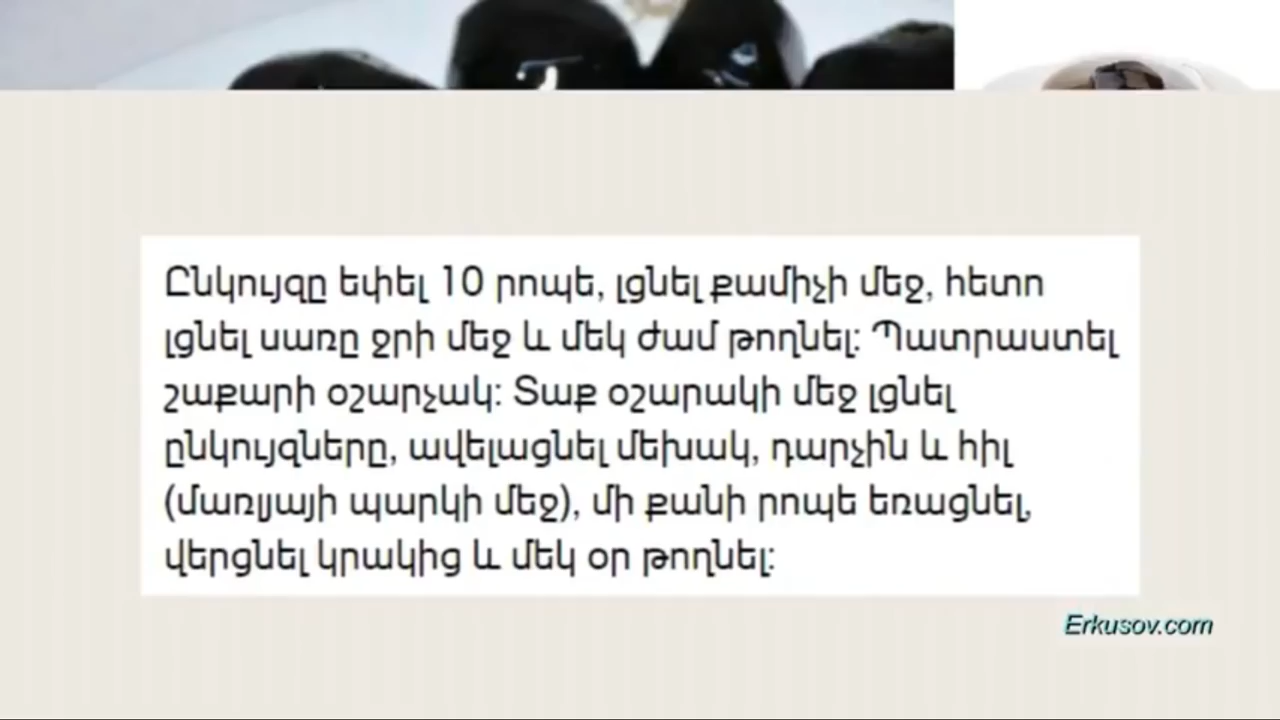 Ընկույզը եփել 10 րոպե, լցնել քամիչի մեջ, հետո
լցնել սառը ջրի մեջ և մեկ ժամ թողնել: Պատրաստել
շաքարի օշարչակ: Տաք օշարակի մեջ լցնել
ընկույզները, ավելացնել մեխակ, դարչին և հիլ
(մառլյայի պարկի մեջ), մի քանի րոպե եռացնել,
վերցնել կրակից և մեկ օր թողնել:
Erkusov.com